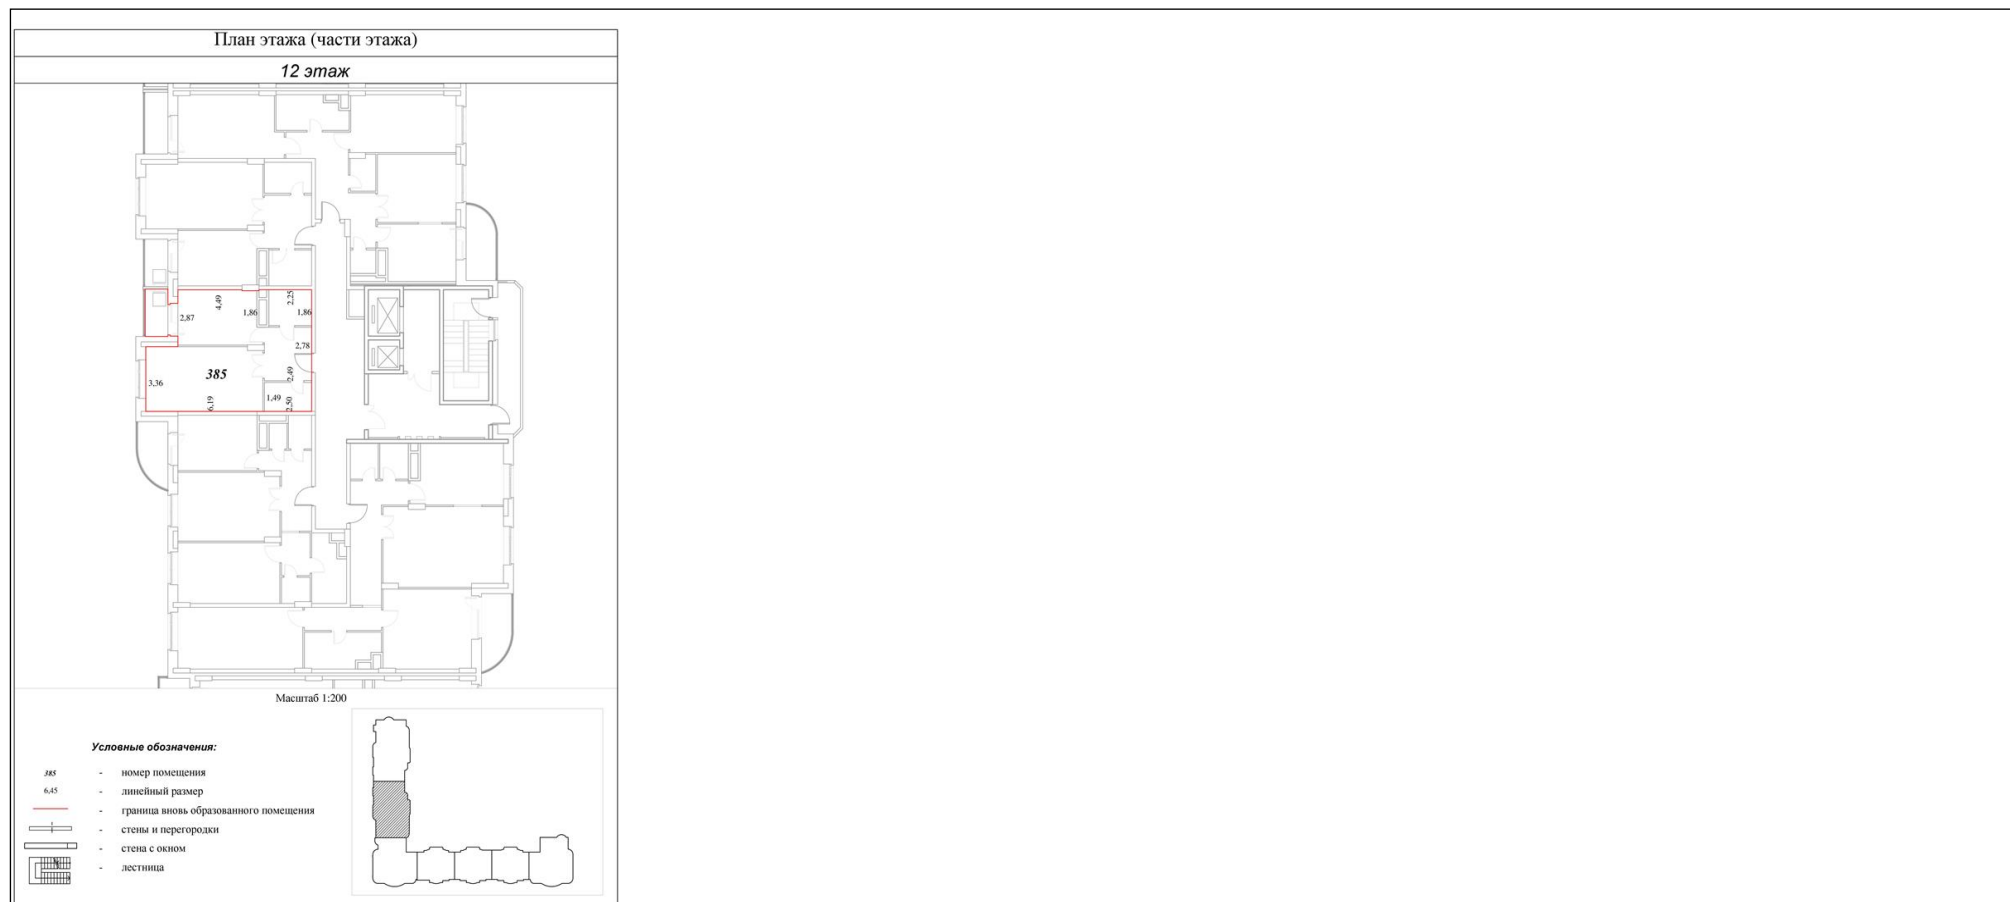 План этажа (части этажа)
12 этаж
4,49
2,25
2,87
1,86
1,86
2,78
385
2,49
3,36
1,49
6,19
2,50
Масштаб 1:200
Условные обозначения:
385 - номер помещения
6,45 - линейный размер
- граница вновь образованного помещения
- стены и перегородки
- стена с окном
- лестница